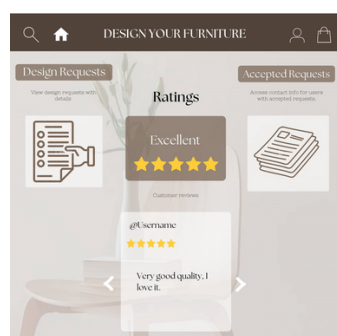 DESIGN YOUR FURNITURE
Design Requests
View design requests with
details
Ratings
Excellent
Customer reviews
@Username
Very good quality, I
love it.
Accepted Requests
Access contact info for users
with accepted requests.